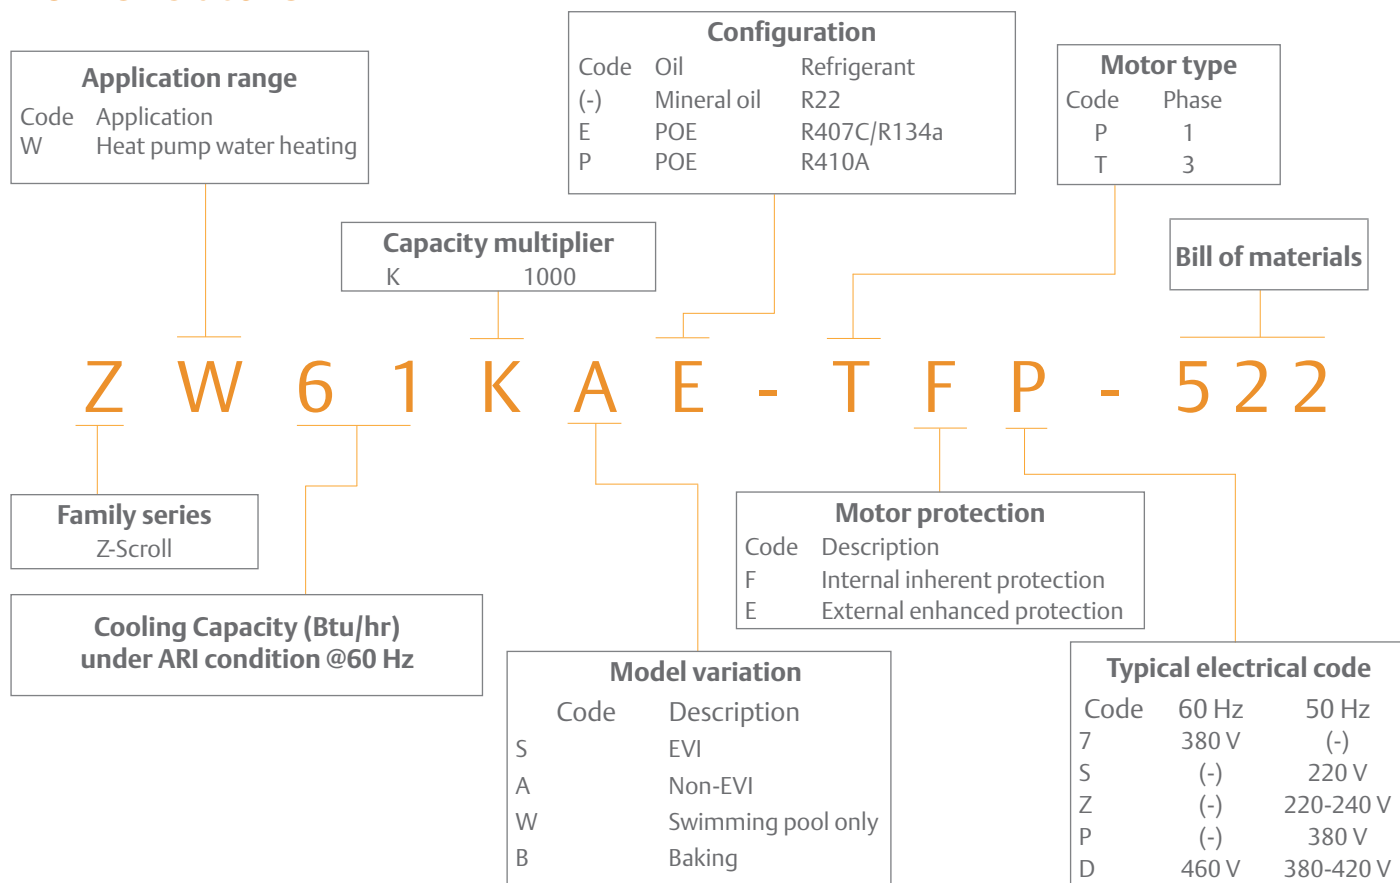 Configuration
Code Oil Refrigerant
(-) Mineral oil R22
E POE R407C/R134a
P POE R410A
Application range
Code Application
W Heat pump water heating
Motor type
Code Phase
P 1
T 3
Capacity multiplier
K 1000
Bill of materials
Z W 6 1 K A E - T F P - 5 2 2
Family series
Z-Scroll
Cooling Capacity (Btu/hr)
under ARI condition @60 Hz
Motor protection
Code Description
F Internal inherent protection
E External enhanced protection
Model variation
Code Description
S EVI
A Non-EVI
W Swimming pool only
B Baking
Typical electrical code
Code 60 Hz 50 Hz
7 380 V (-)
S (-) 220 V
Z (-) 220-240 V
P (-) 380 V
D 460 V 380-420 V